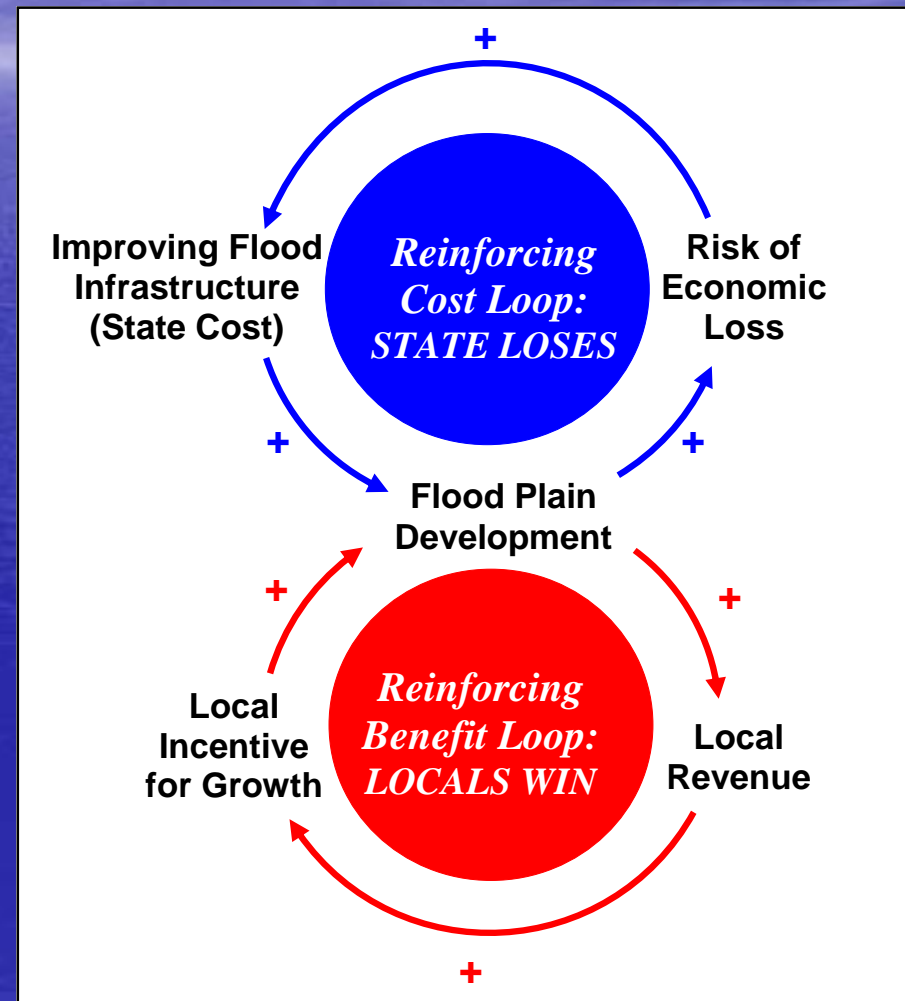 +
Improving Flood
Infrastructure
(State Cost)
Reinforcing
Cost Loop:
STATE LOSES
Risk of
Economic
Loss
+
+
Flood Plain
Development
+
+
Local
Incentive
for Growth
Reinforcing
Benefit Loop:
LOCALS WIN
Local
Revenue
+